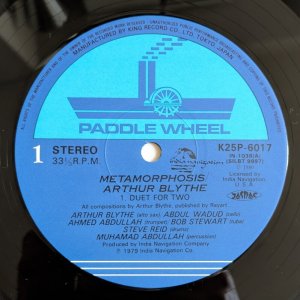 MANUFACTURED BY KING RECORD CO., LTD. TOKYO, JAPAN
PADDLE WHEEL
1 STEREO
33⅓ R.P.M.
K25P-6017
IN 1038(A)
METAMORPHOSIS
ARTHUR BLYTHE
Licensed by
India Navigation
U.S.A
1. DUET FOR TWO
All compositions by Arthur Blythe, published by Rayart.
ARTHUR BLYTHE (alto sax) ABDUL WADUD (cello)
AHMED ABDULLAH (trumpet) BOB STEWART (tuba)
STEVE REID (drums)
MUHAMAD ABDULLAH (percussion)
Produced by India Navigation Company
℗ 1979 India Navigation Co.